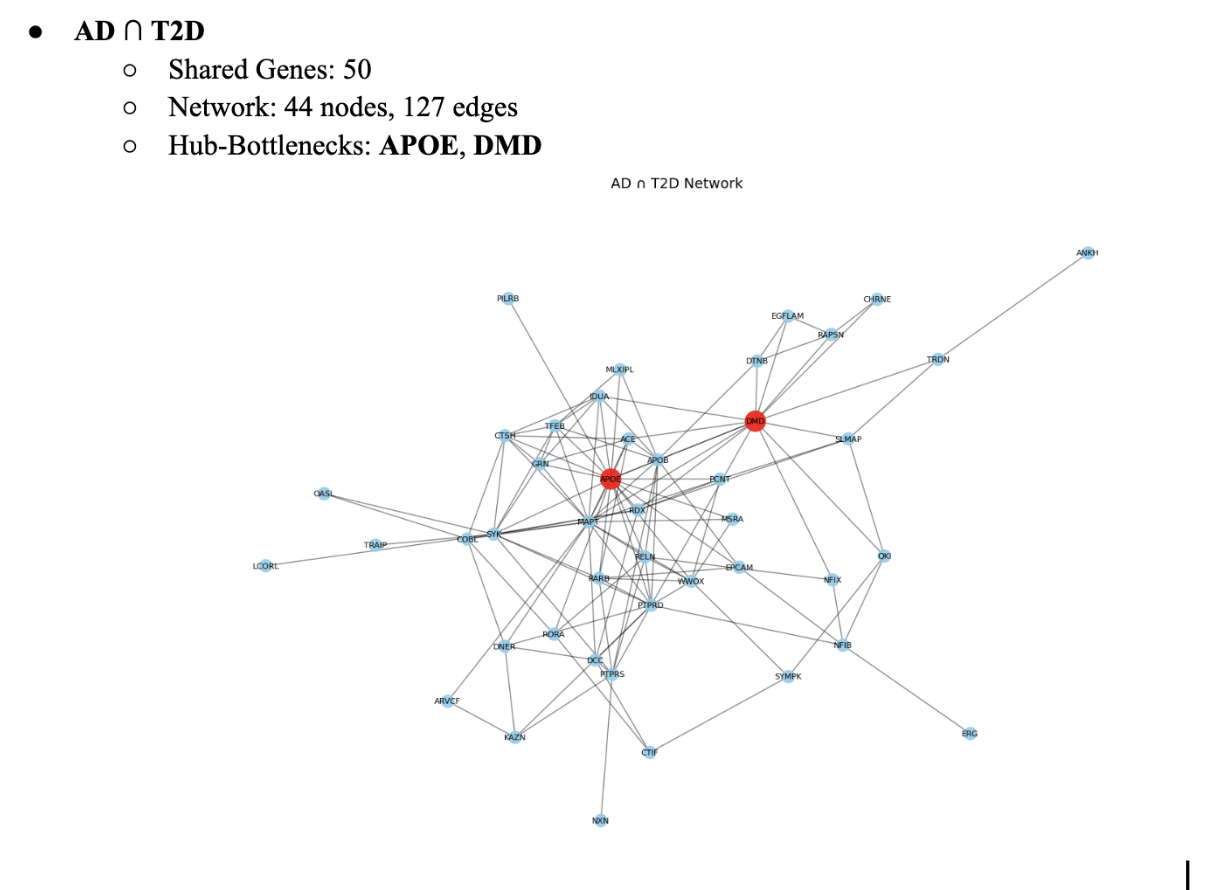 ● AD ∩ T2D
○ Shared Genes: 50
○ Network: 44 nodes, 127 edges
○ Hub-Bottlenecks: APOE, DMD
AD ∩ T2D Network
ANKH
PILRB
CHRNE
EGFLAM
RAPSN
DTNB
TRDN
MLXIPL
IDUA
DMD
TFEB
CTSH
ACE
SLMAP
APOB
GRN
APOE
PCNT
OASL
RDX
MSRA
MAPT
SYK
COBL
TRAIP
RELN
QKI
LCORL
EPCAM
RARB
WWOX
NFIX
PTPRD
RORA
DNER
NFIB
DCC
PTPRS
SYMPK
ARVCF
KAZN
ERG
CTIF
NXN